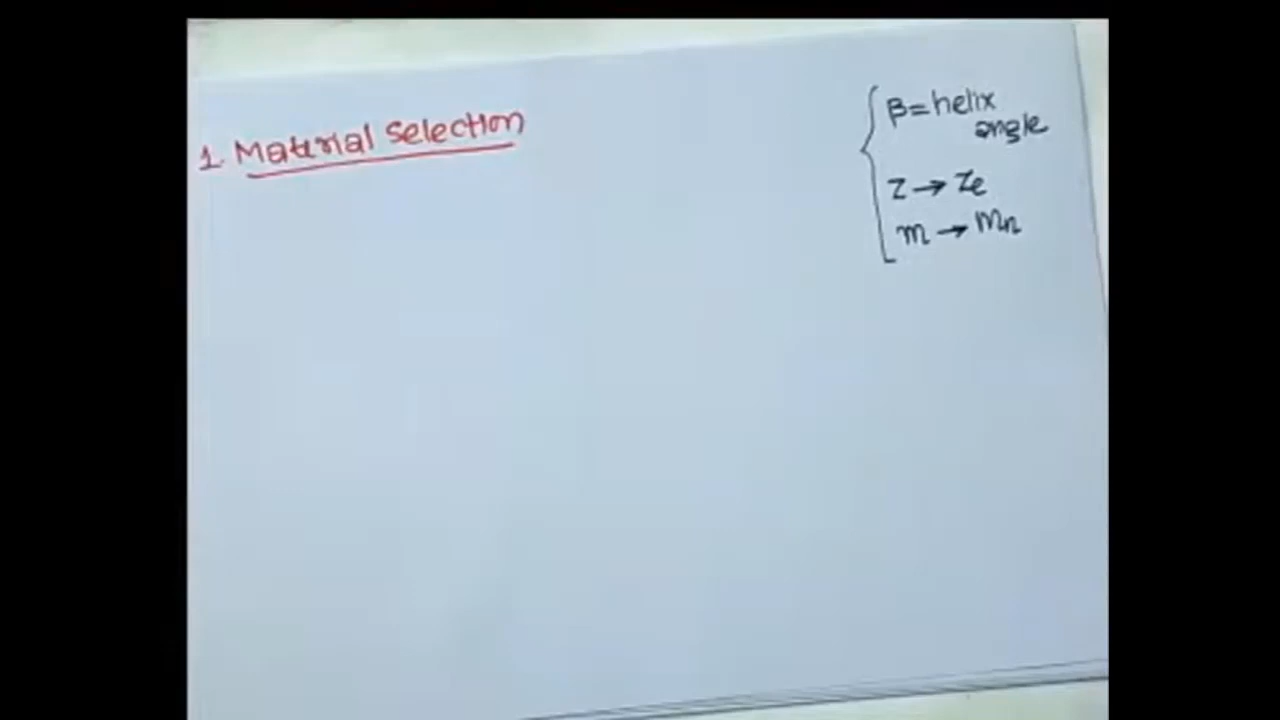 1. Material Selection
β = helix
angle
Z → Ze
m → Mn